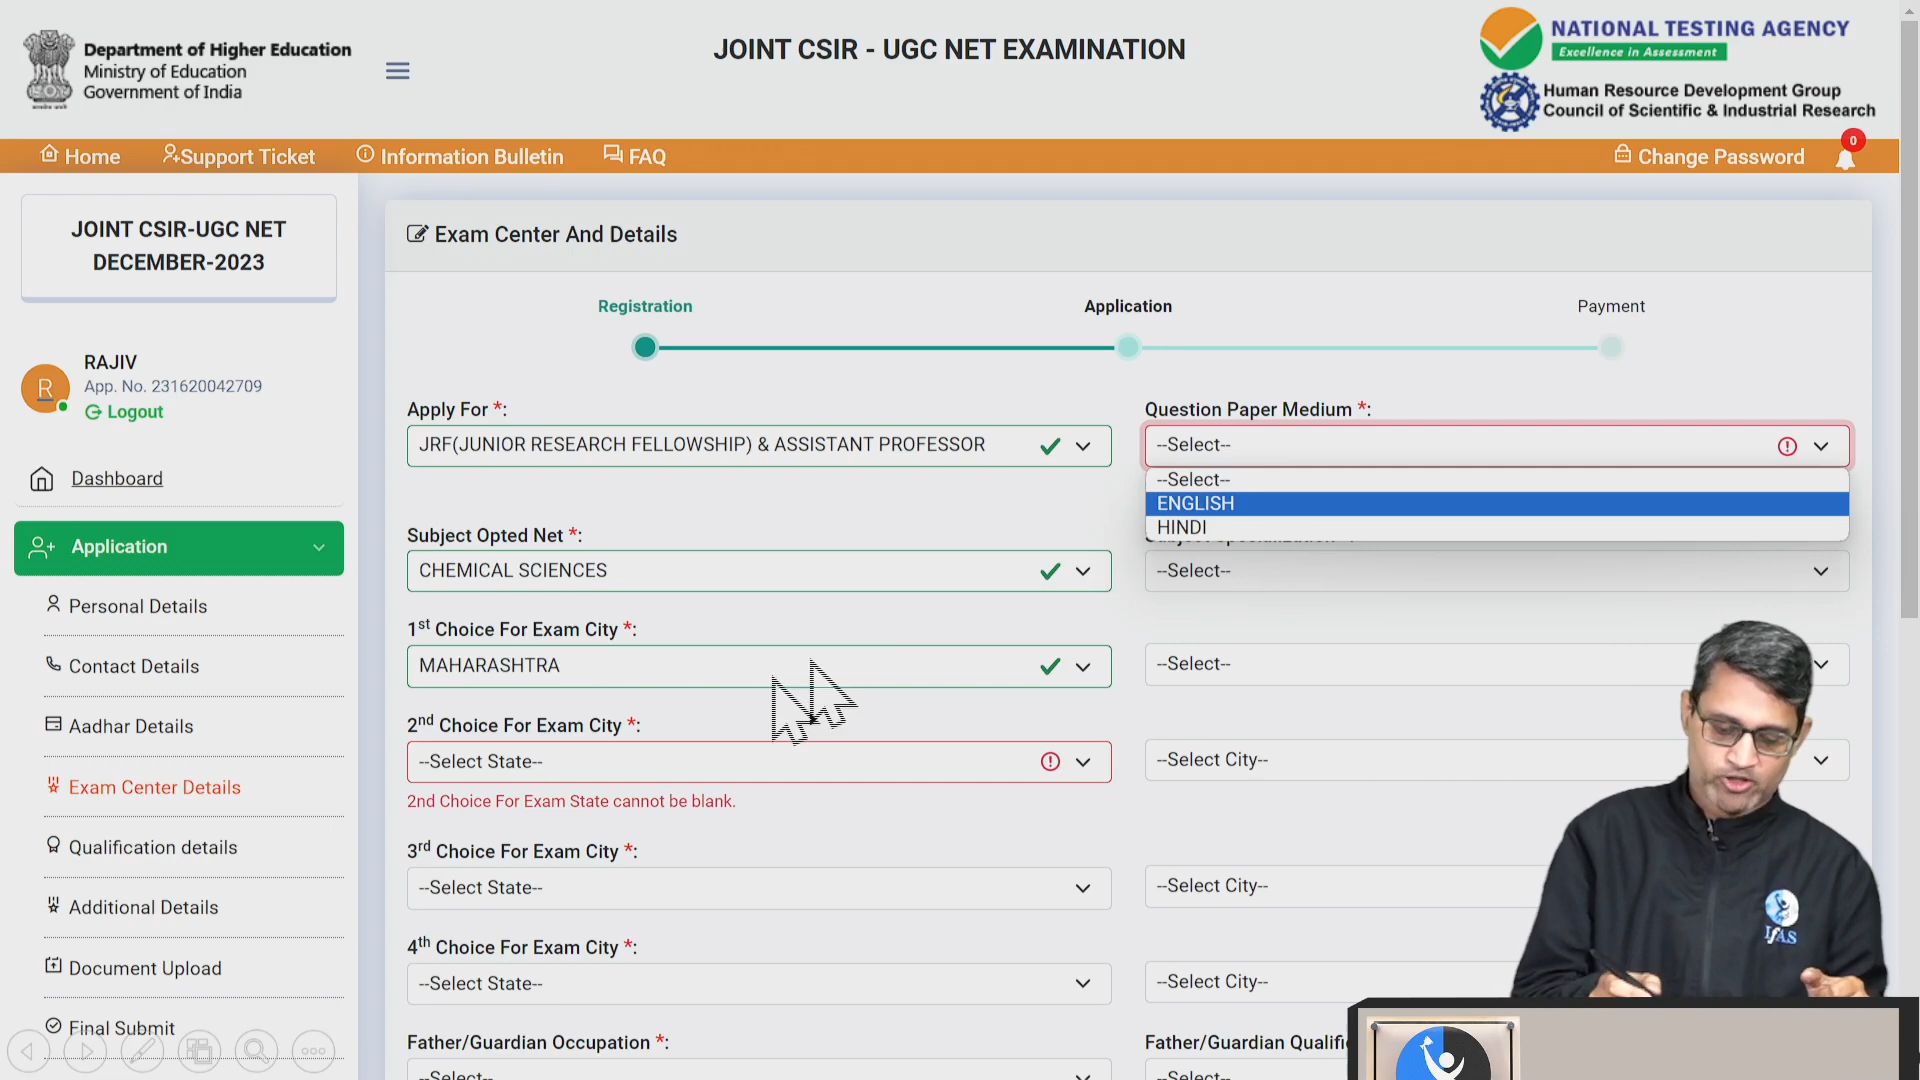 Department of Higher Education
Ministry of Education
Government of India
JOINT CSIR - UGC NET EXAMINATION
NATIONAL TESTING AGENCY
Excellence in Assessment
Human Resource Development Group
Council of Scientific & Industrial Research
Home
Support Ticket
Information Bulletin
FAQ
Change Password
0
JOINT CSIR-UGC NET
DECEMBER-2023
R
RAJIV
App. No. 231620042709
Logout
Dashboard
Application
Personal Details
Contact Details
Aadhar Details
Exam Center Details
Qualification details
Additional Details
Document Upload
Final Submit
Exam Center And Details
Registration
Application
Payment
Apply For *:
JRF(JUNIOR RESEARCH FELLOWSHIP) & ASSISTANT PROFESSOR
Question Paper Medium *:
--Select--
--Select--
ENGLISH
HINDI
Subject Opted Net *:
CHEMICAL SCIENCES
--Select--
1st Choice For Exam City *:
MAHARASHTRA
--Select--
2nd Choice For Exam City *:
--Select State--
--Select City--
2nd Choice For Exam State cannot be blank.
3rd Choice For Exam City *:
--Select State--
--Select City--
4th Choice For Exam City *:
--Select State--
--Select City--
Father/Guardian Occupation *:
Father/Guardian Qualifi
--Select--
--Select--
IFAS